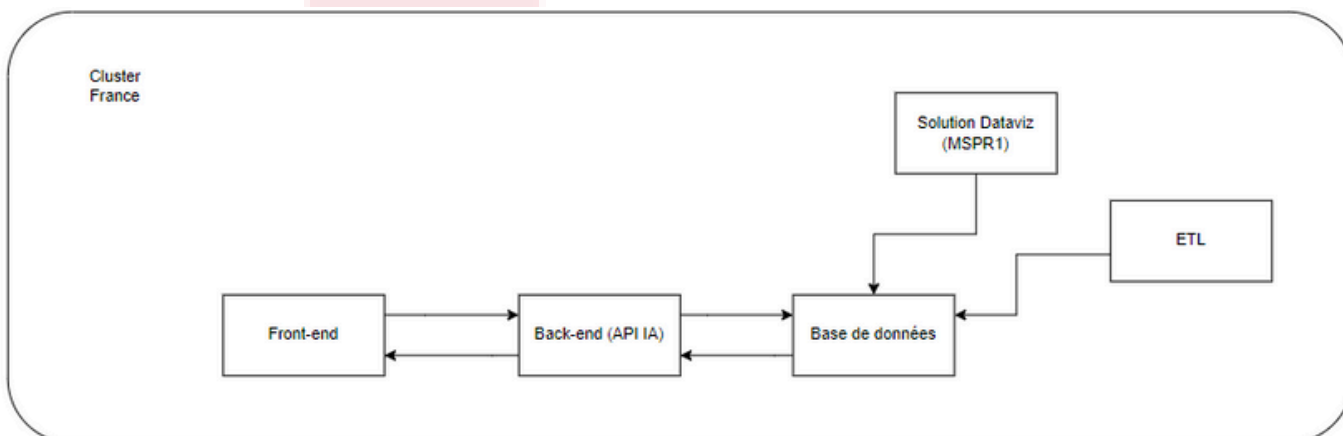 Cluster
France
Solution Dataviz
(MSPR1)
ETL
Front-end
Back-end (API IA)
Base de données